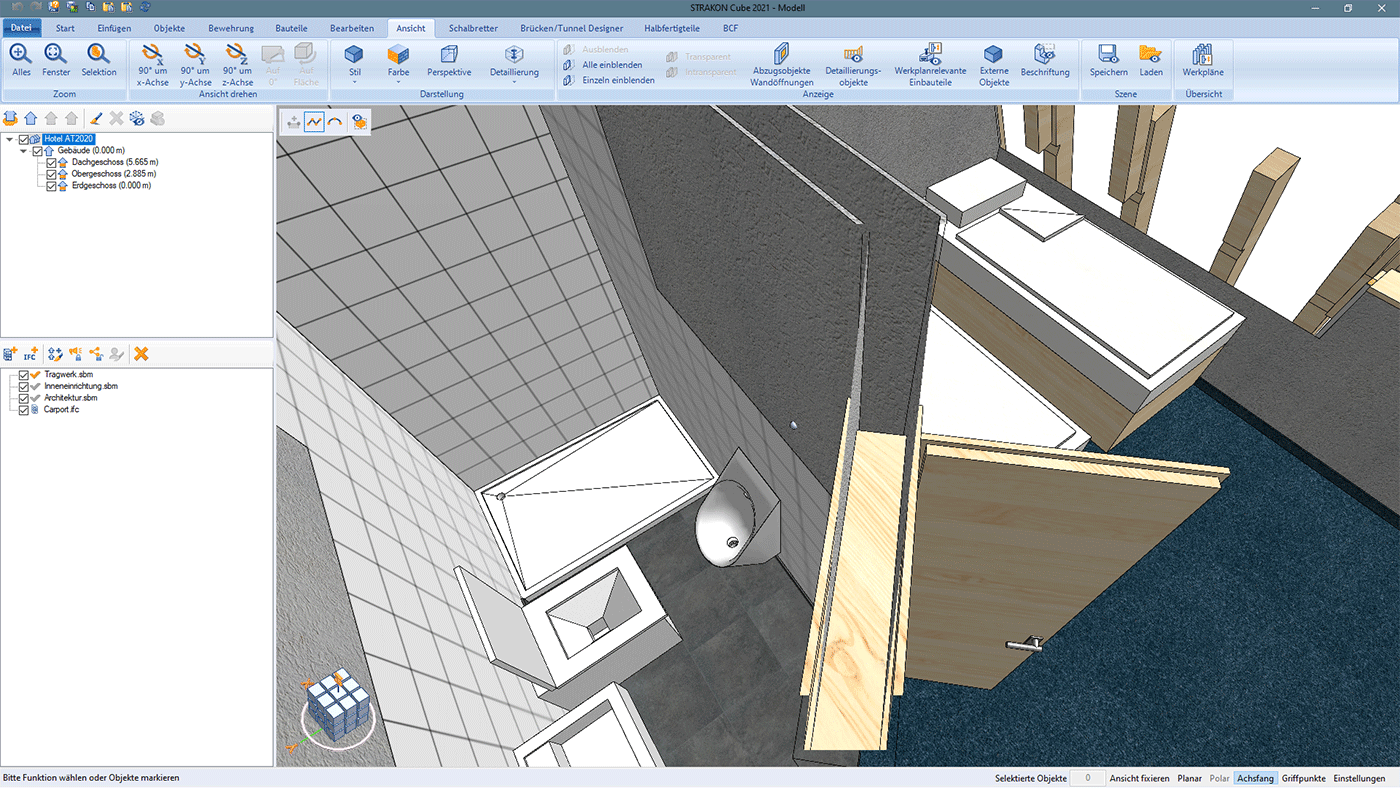 STRAKON Cube 2021 - Modell
Datei Start Einfügen Objekte Bewehrung Bauteile Bearbeiten Ansicht Schalbretter Brücken/Tunnel Designer Halbfertigteile BCF
Alles Fenster Selektion
Zoom
90° um x-Achse
90° um y-Achse
90° um z-Achse
Auf 0°
Auf Fläche
Ansicht drehen
Stil Farbe Perspektive Detaillierung
Darstellung
Ausblenden
Alle einblenden
Einzeln einblenden
Transparent
Intransparent
Abzugsobjekte Wandöffnungen
Detaillierungs-objekte
Werkplanrelevante Einbauteile
Externe Objekte
Beschriftung
Anzeige
Speichern Laden
Szene
Werkpläne
Übersicht
Hotel AT2020
Gebäude (0.000 m)
Dachgeschoss (5.665 m)
Obergeschoss (2.885 m)
Erdgeschoss (0.000 m)
IFC
Tragwerk.sbm
Inneneinrichtung.sbm
Architektur.sbm
Carport.ifc
Bitte Funktion wählen oder Objekte markieren
Selektierte Objekte 0 Ansicht fixieren Planar Polar Achsfang Griffpunkte Einstellungen